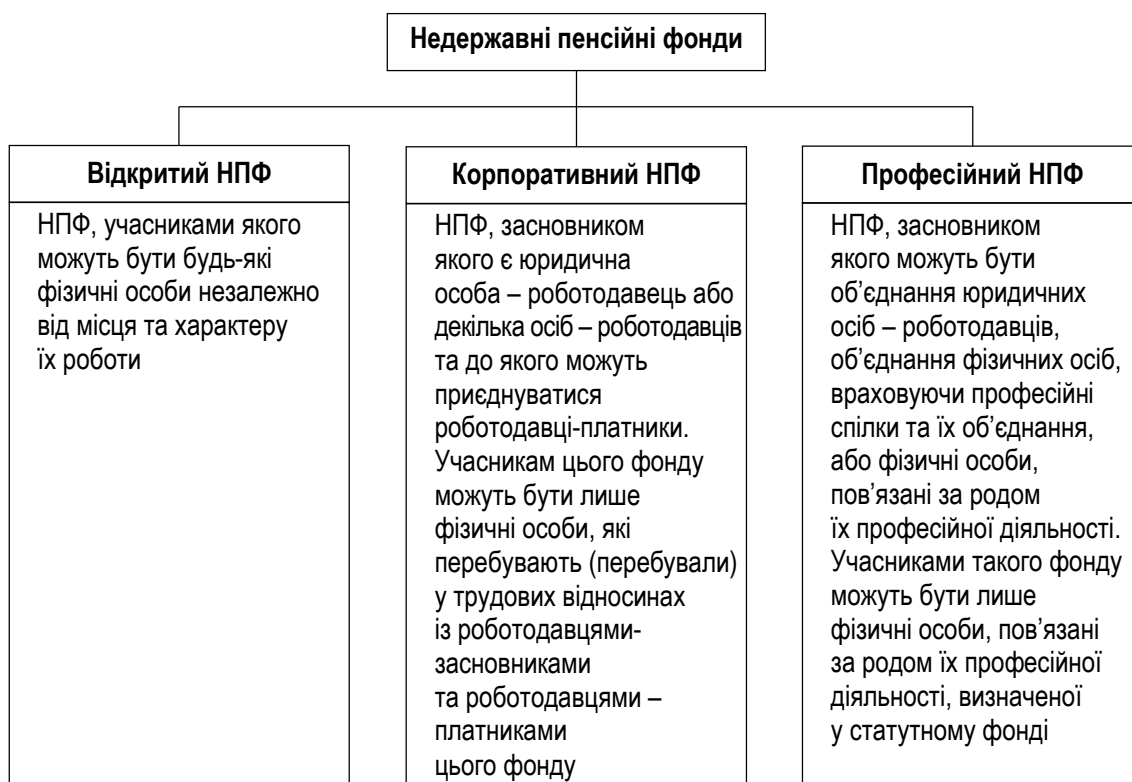 Недержавні пенсійні фонди
Відкритий НПФ
НПФ, учасниками якого
можуть бути будь-які
фізичні особи незалежно
від місця та характеру
їх роботи
Корпоративний НПФ
НПФ, засновником
якого є юридична
особа – роботодавець або
декілька осіб – роботодавців
та до якого можуть
приєднуватися
роботодавці-платники.
Учасникам цього фонду
можуть бути лише
фізичні особи, які
перебувають (перебували)
у трудових відносинах
із роботодавцями-
засновниками
та роботодавцями –
платниками
цього фонду
Професійний НПФ
НПФ, засновником
якого можуть бути
об’єднання юридичних
осіб – роботодавців,
об’єднання фізичних осіб,
враховуючи професійні
спілки та їх об’єднання,
або фізичні особи,
пов’язані за родом
їх професійної діяльності.
Учасниками такого фонду
можуть бути лише
фізичні особи, пов’язані
за родом їх професійної
діяльності, визначеної
у статутному фонді